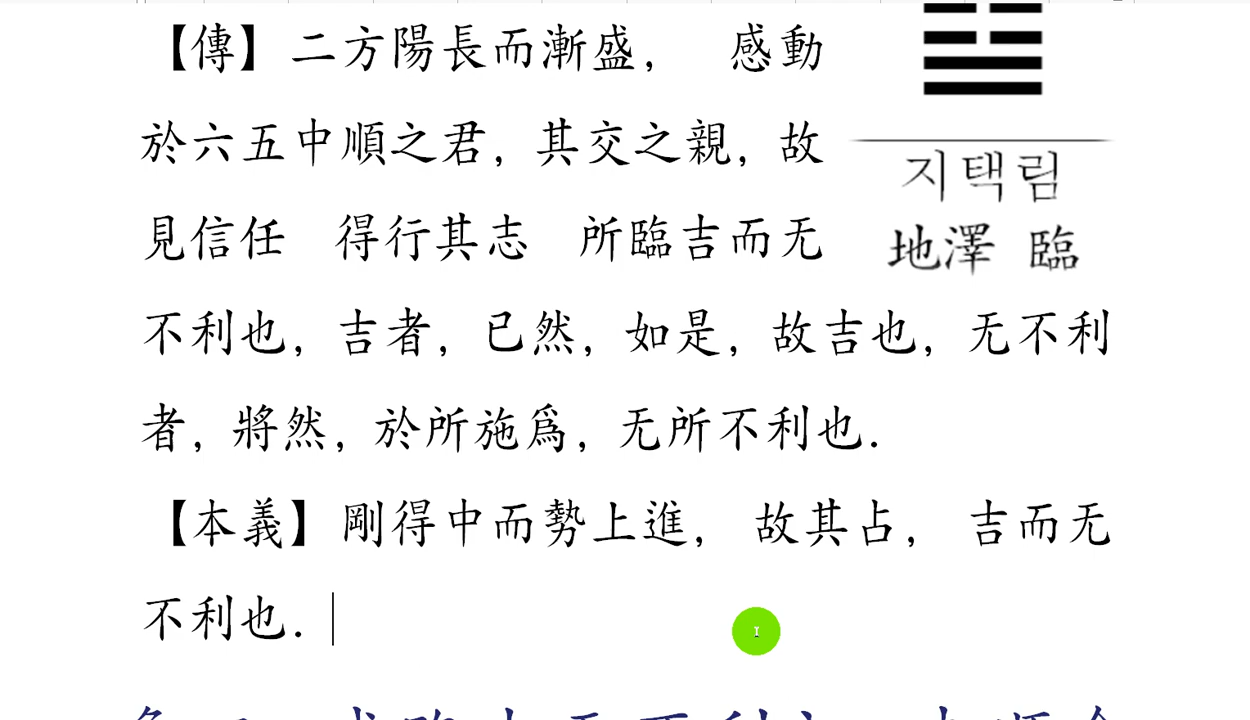 【傳】二方陽長而漸盛, 感動
於六五中順之君, 其交之親, 故
見信任 得行其志 所臨吉而无
不利也, 吉者, 已然, 如是, 故吉也, 无不利
者, 將然, 於所施爲, 无所不利也.
【本義】剛得中而勢上進, 故其占, 吉而无
不利也.
지택림
地澤 臨